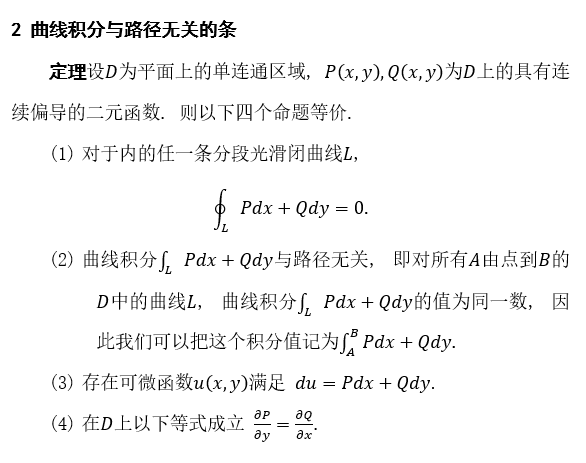 2 曲线积分与路径无关的条
定理设D为平面上的单连通区域, P(x,y),Q(x,y)为D上的具有连
续偏导的二元函数. 则以下四个命题等价.
(1) 对于内的任一条分段光滑闭曲线L,
∮_L Pdx + Qdy = 0.
(2) 曲线积分∫_L Pdx + Qdy与路径无关, 即对所有A由点到B的
D中的曲线L, 曲线积分∫_L Pdx + Qdy的值为同一数, 因
此我们可以把这个积分值记为∫_A^B Pdx + Qdy.
(3) 存在可微函数u(x,y)满足 du = Pdx + Qdy.
(4) 在D上以下等式成立 ∂P/∂y = ∂Q/∂x.